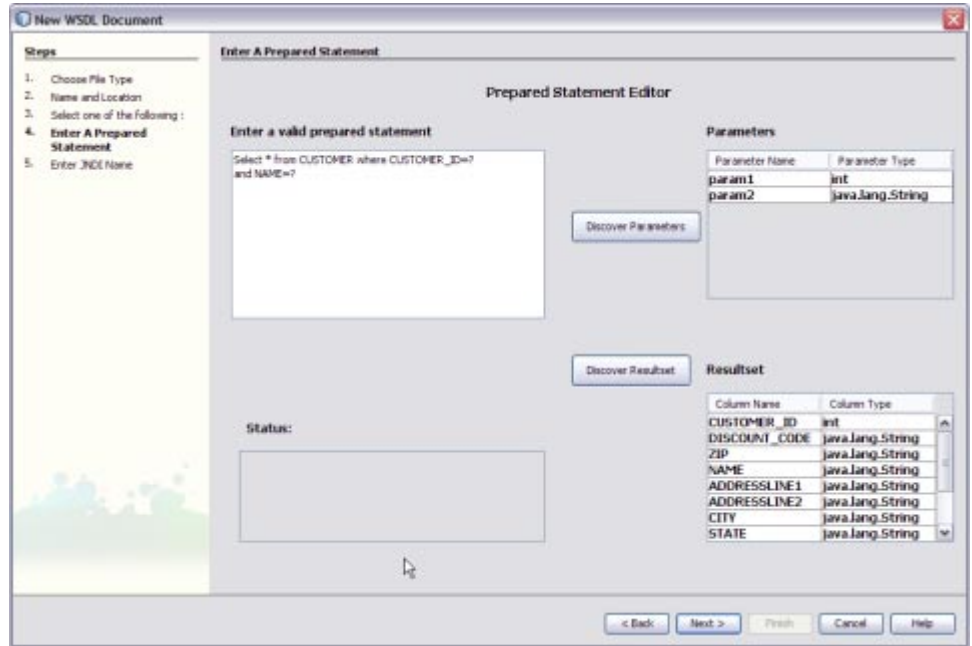 New WSDL Document
Steps
1. Choose File Type
2. Name and Location
3. Select one of the following :
4. Enter A Prepared
Statement
5. Enter JNDI Name
Enter A Prepared Statement
Prepared Statement Editor
Enter a valid prepared statement
Select * from CUSTOMER where CUSTOMER_ID=?
and NAME=?
Discover Parameters
Parameters
Parameter Name Parameter Type
param1 int
param2 java.lang.String
Discover Resultset
Resultset
Column Name Column Type
CUSTOMER_ID int
DISCOUNT_CODE java.lang.String
ZIP java.lang.String
NAME java.lang.String
ADDRESSLINE1 java.lang.String
ADDRESSLINE2 java.lang.String
CITY java.lang.String
STATE java.lang.String
Status:
< Back Next > Finish Cancel Help